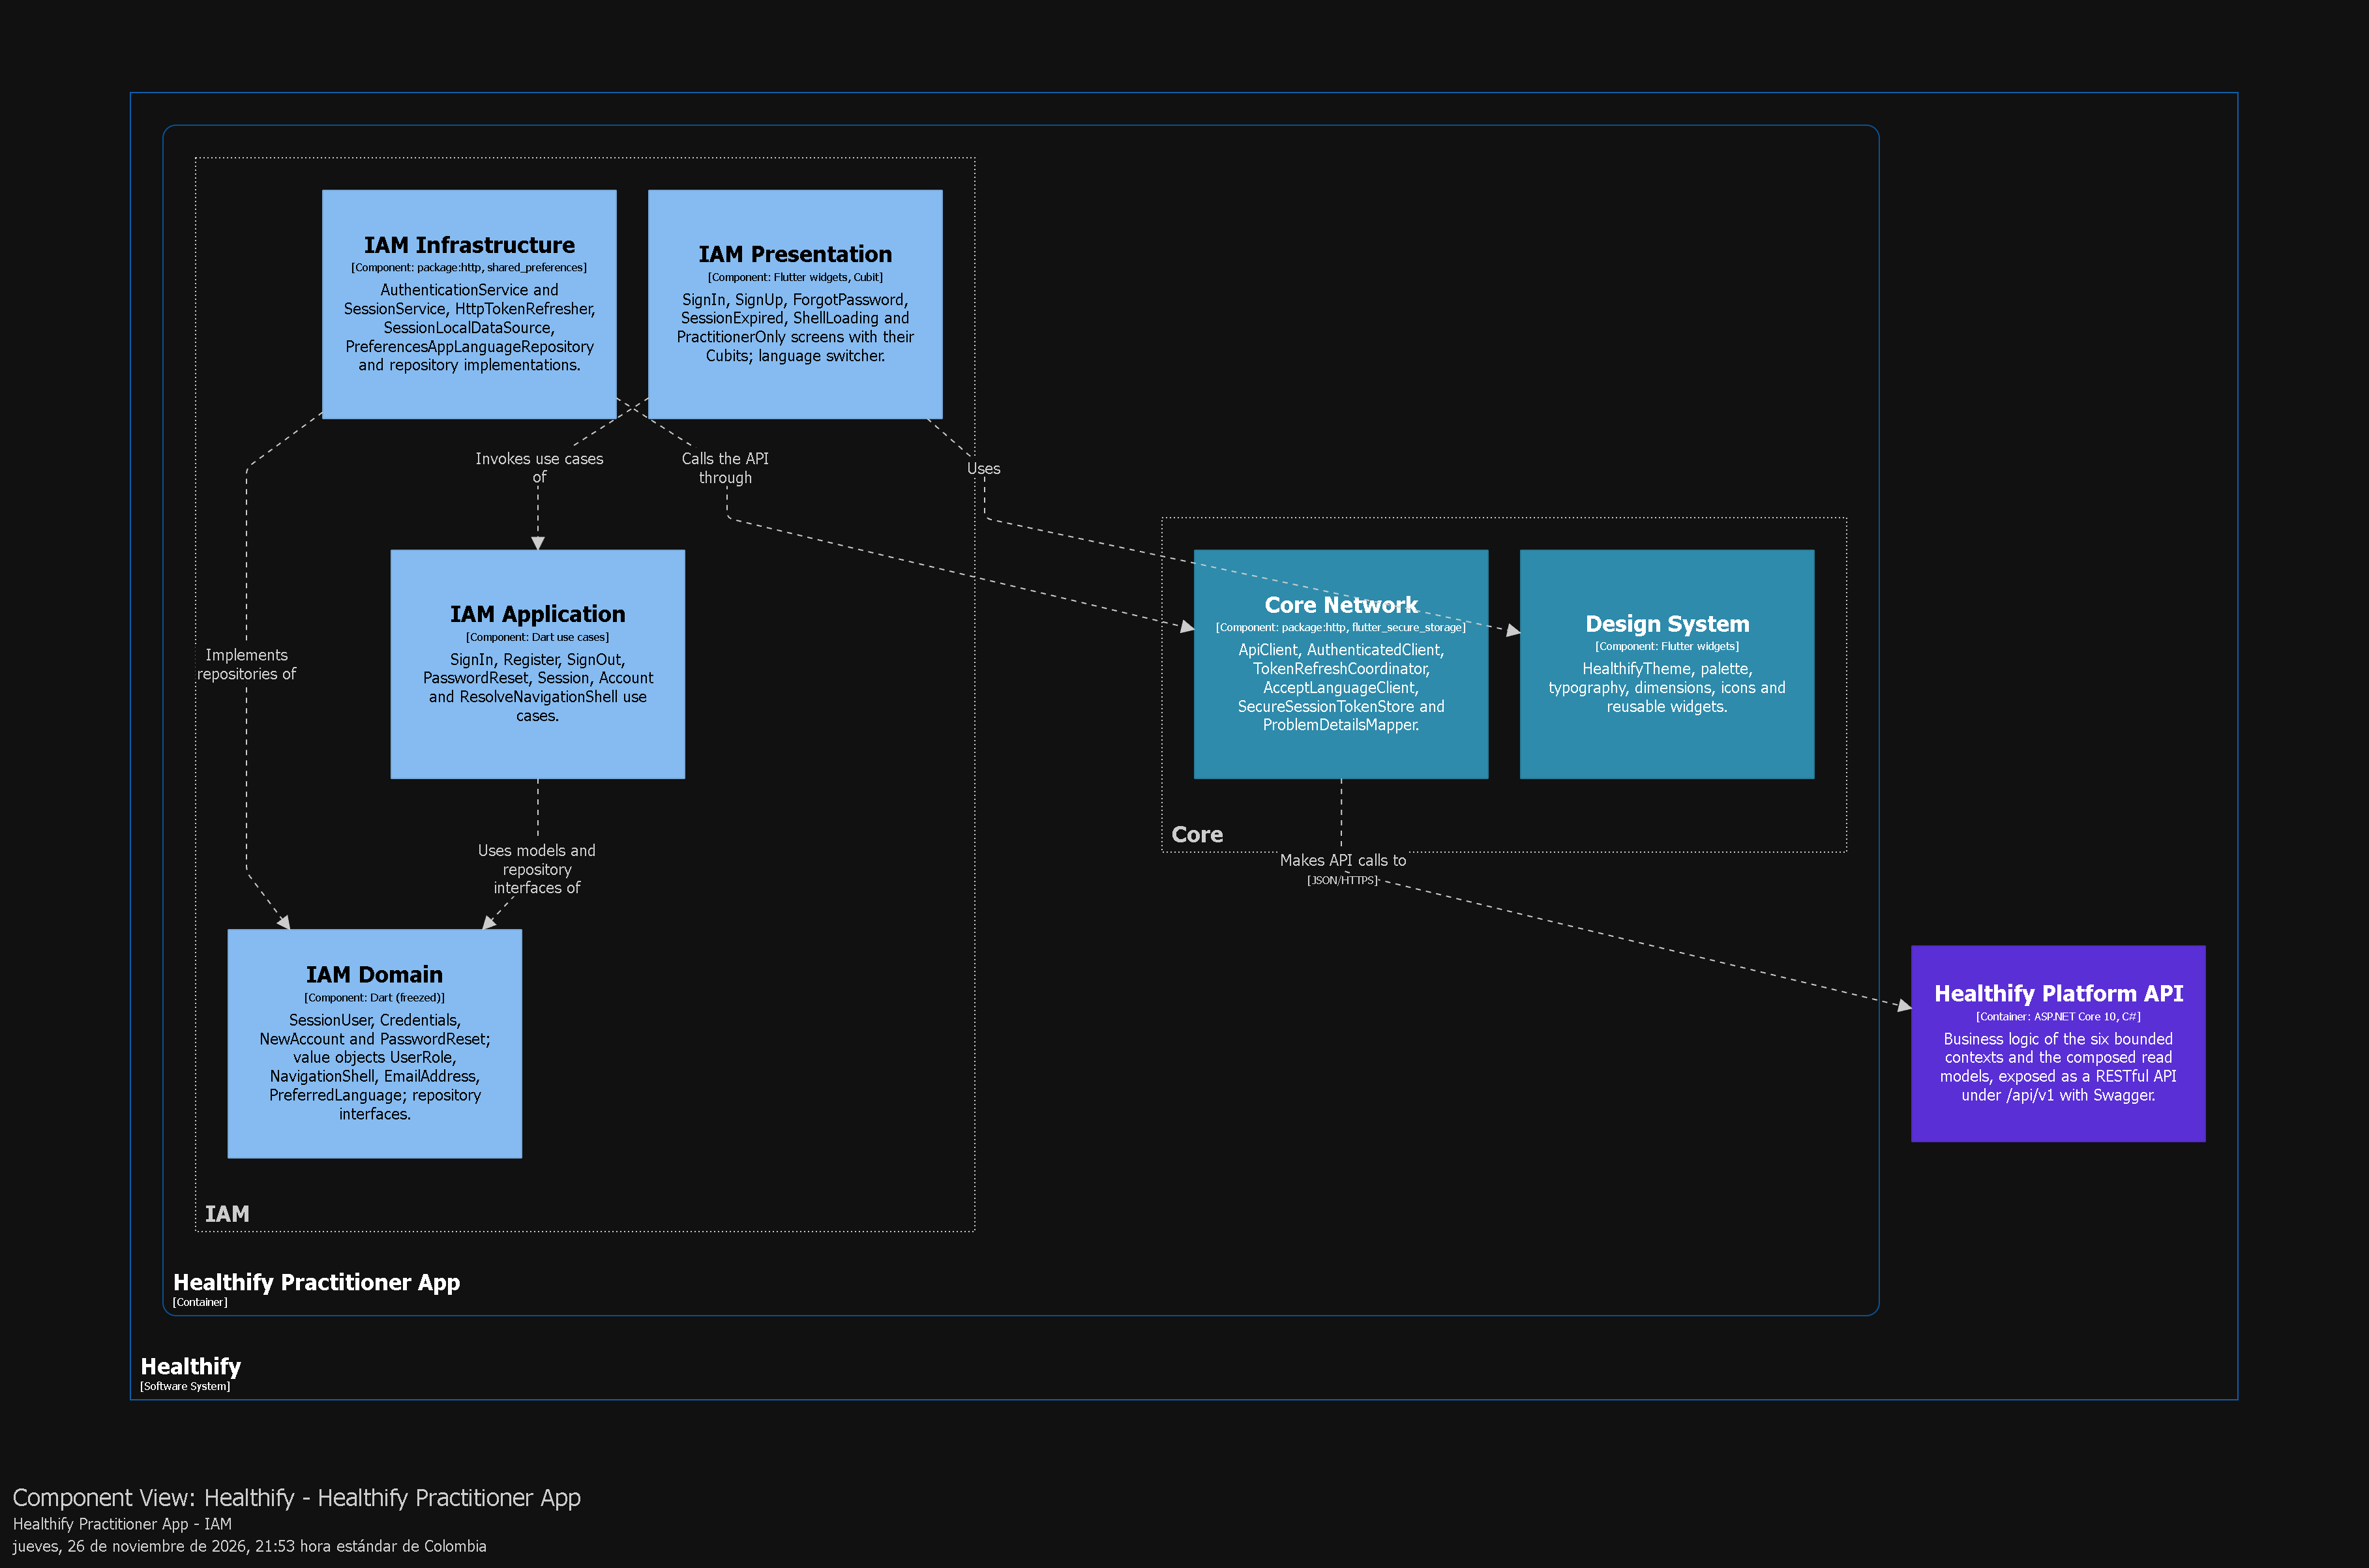 IAM Infrastructure
[Component: package:http, shared_preferences]
AuthenticationService and
SessionService, HttpTokenRefresher,
SessionLocalDataSource,
PreferencesAppLanguageRepository
and repository implementations.
IAM Presentation
[Component: Flutter widgets, Cubit]
SignIn, SignUp, ForgotPassword,
SessionExpired, ShellLoading and
PractitionerOnly screens with their
Cubits; language switcher.
Invokes use cases
of
Calls the API
through
Uses
Implements
repositories of
IAM Application
[Component: Dart use cases]
SignIn, Register, SignOut,
PasswordReset, Session, Account
and ResolveNavigationShell use
cases.
Core Network
[Component: package:http, flutter_secure_storage]
ApiClient, AuthenticatedClient,
TokenRefreshCoordinator,
AcceptLanguageClient,
SecureSessionTokenStore and
ProblemDetailsMapper.
Design System
[Component: Flutter widgets]
HealthifyTheme, palette,
typography, dimensions, icons and
reusable widgets.
Core
Uses models and
repository
interfaces of
Makes API calls to
[JSON/HTTPS]
IAM Domain
[Component: Dart (freezed)]
SessionUser, Credentials,
NewAccount and PasswordReset;
value objects UserRole,
NavigationShell, EmailAddress,
PreferredLanguage; repository
interfaces.
Healthify Platform API
[Container: ASP.NET Core 10, C#]
Business logic of the six bounded
contexts and the composed read
models, exposed as a RESTful API
under /api/v1 with Swagger.
IAM
Healthify Practitioner App
[Container]
Healthify
[Software System]
Component View: Healthify - Healthify Practitioner App
Healthify Practitioner App - IAM
jueves, 26 de noviembre de 2026, 21:53 hora estándar de Colombia